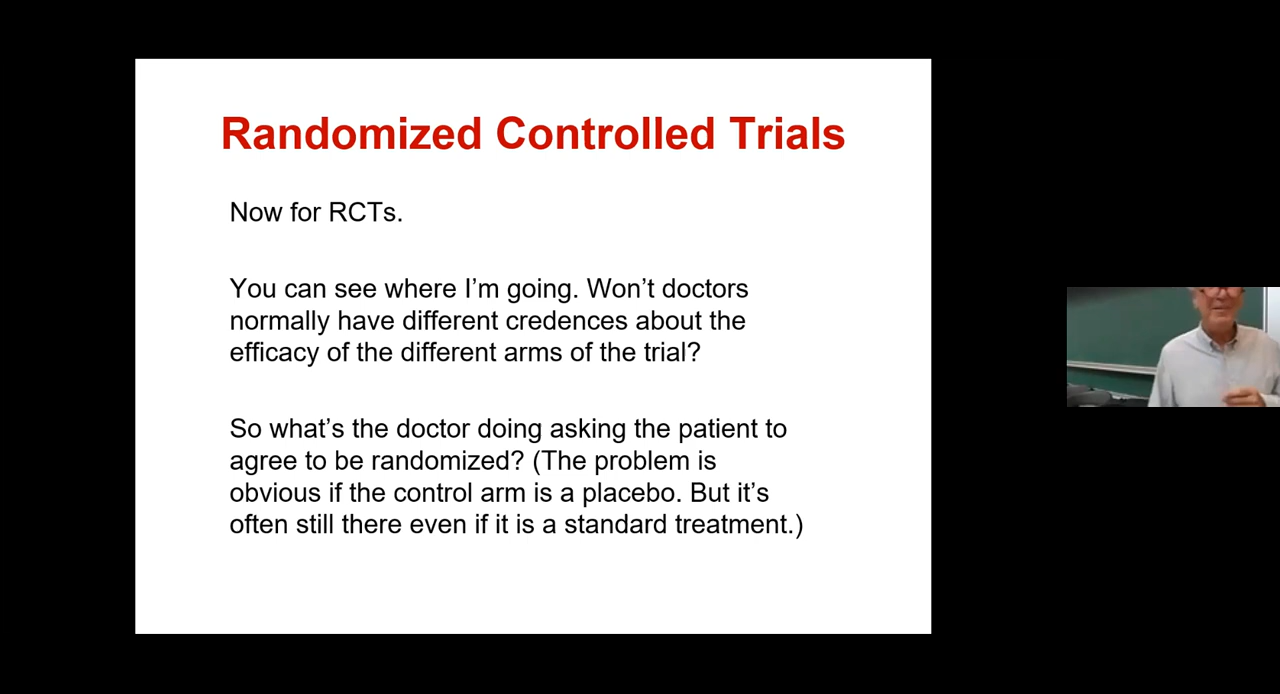 Randomized Controlled Trials
Now for RCTs.
You can see where I’m going. Won’t doctors
normally have different credences about the
efficacy of the different arms of the trial?
So what’s the doctor doing asking the patient to
agree to be randomized? (The problem is
obvious if the control arm is a placebo. But it’s
often still there even if it is a standard treatment.)